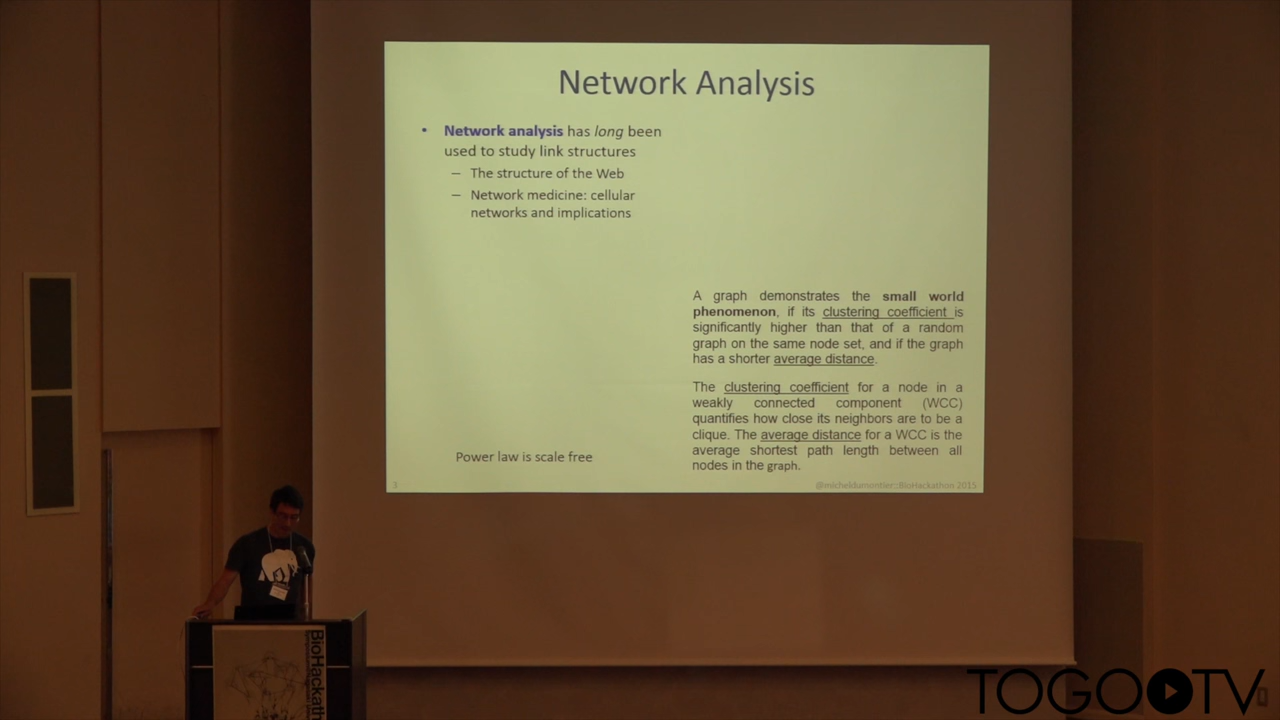 Network Analysis
• Network analysis has long been
used to study link structures
– The structure of the Web
– Network medicine: cellular
networks and implications
A graph demonstrates the small world
phenomenon, if its clustering coefficient is
significantly higher than that of a random
graph on the same node set, and if the graph
has a shorter average distance.
The clustering coefficient for a node in a
weakly connected component (WCC)
quantifies how close its neighbors are to be a
clique. The average distance for a WCC is the
average shortest path length between all
nodes in the graph.
Power law is scale free
3
@micheldumontier::BioHackathon 2015
BioHackath
TOGO TV